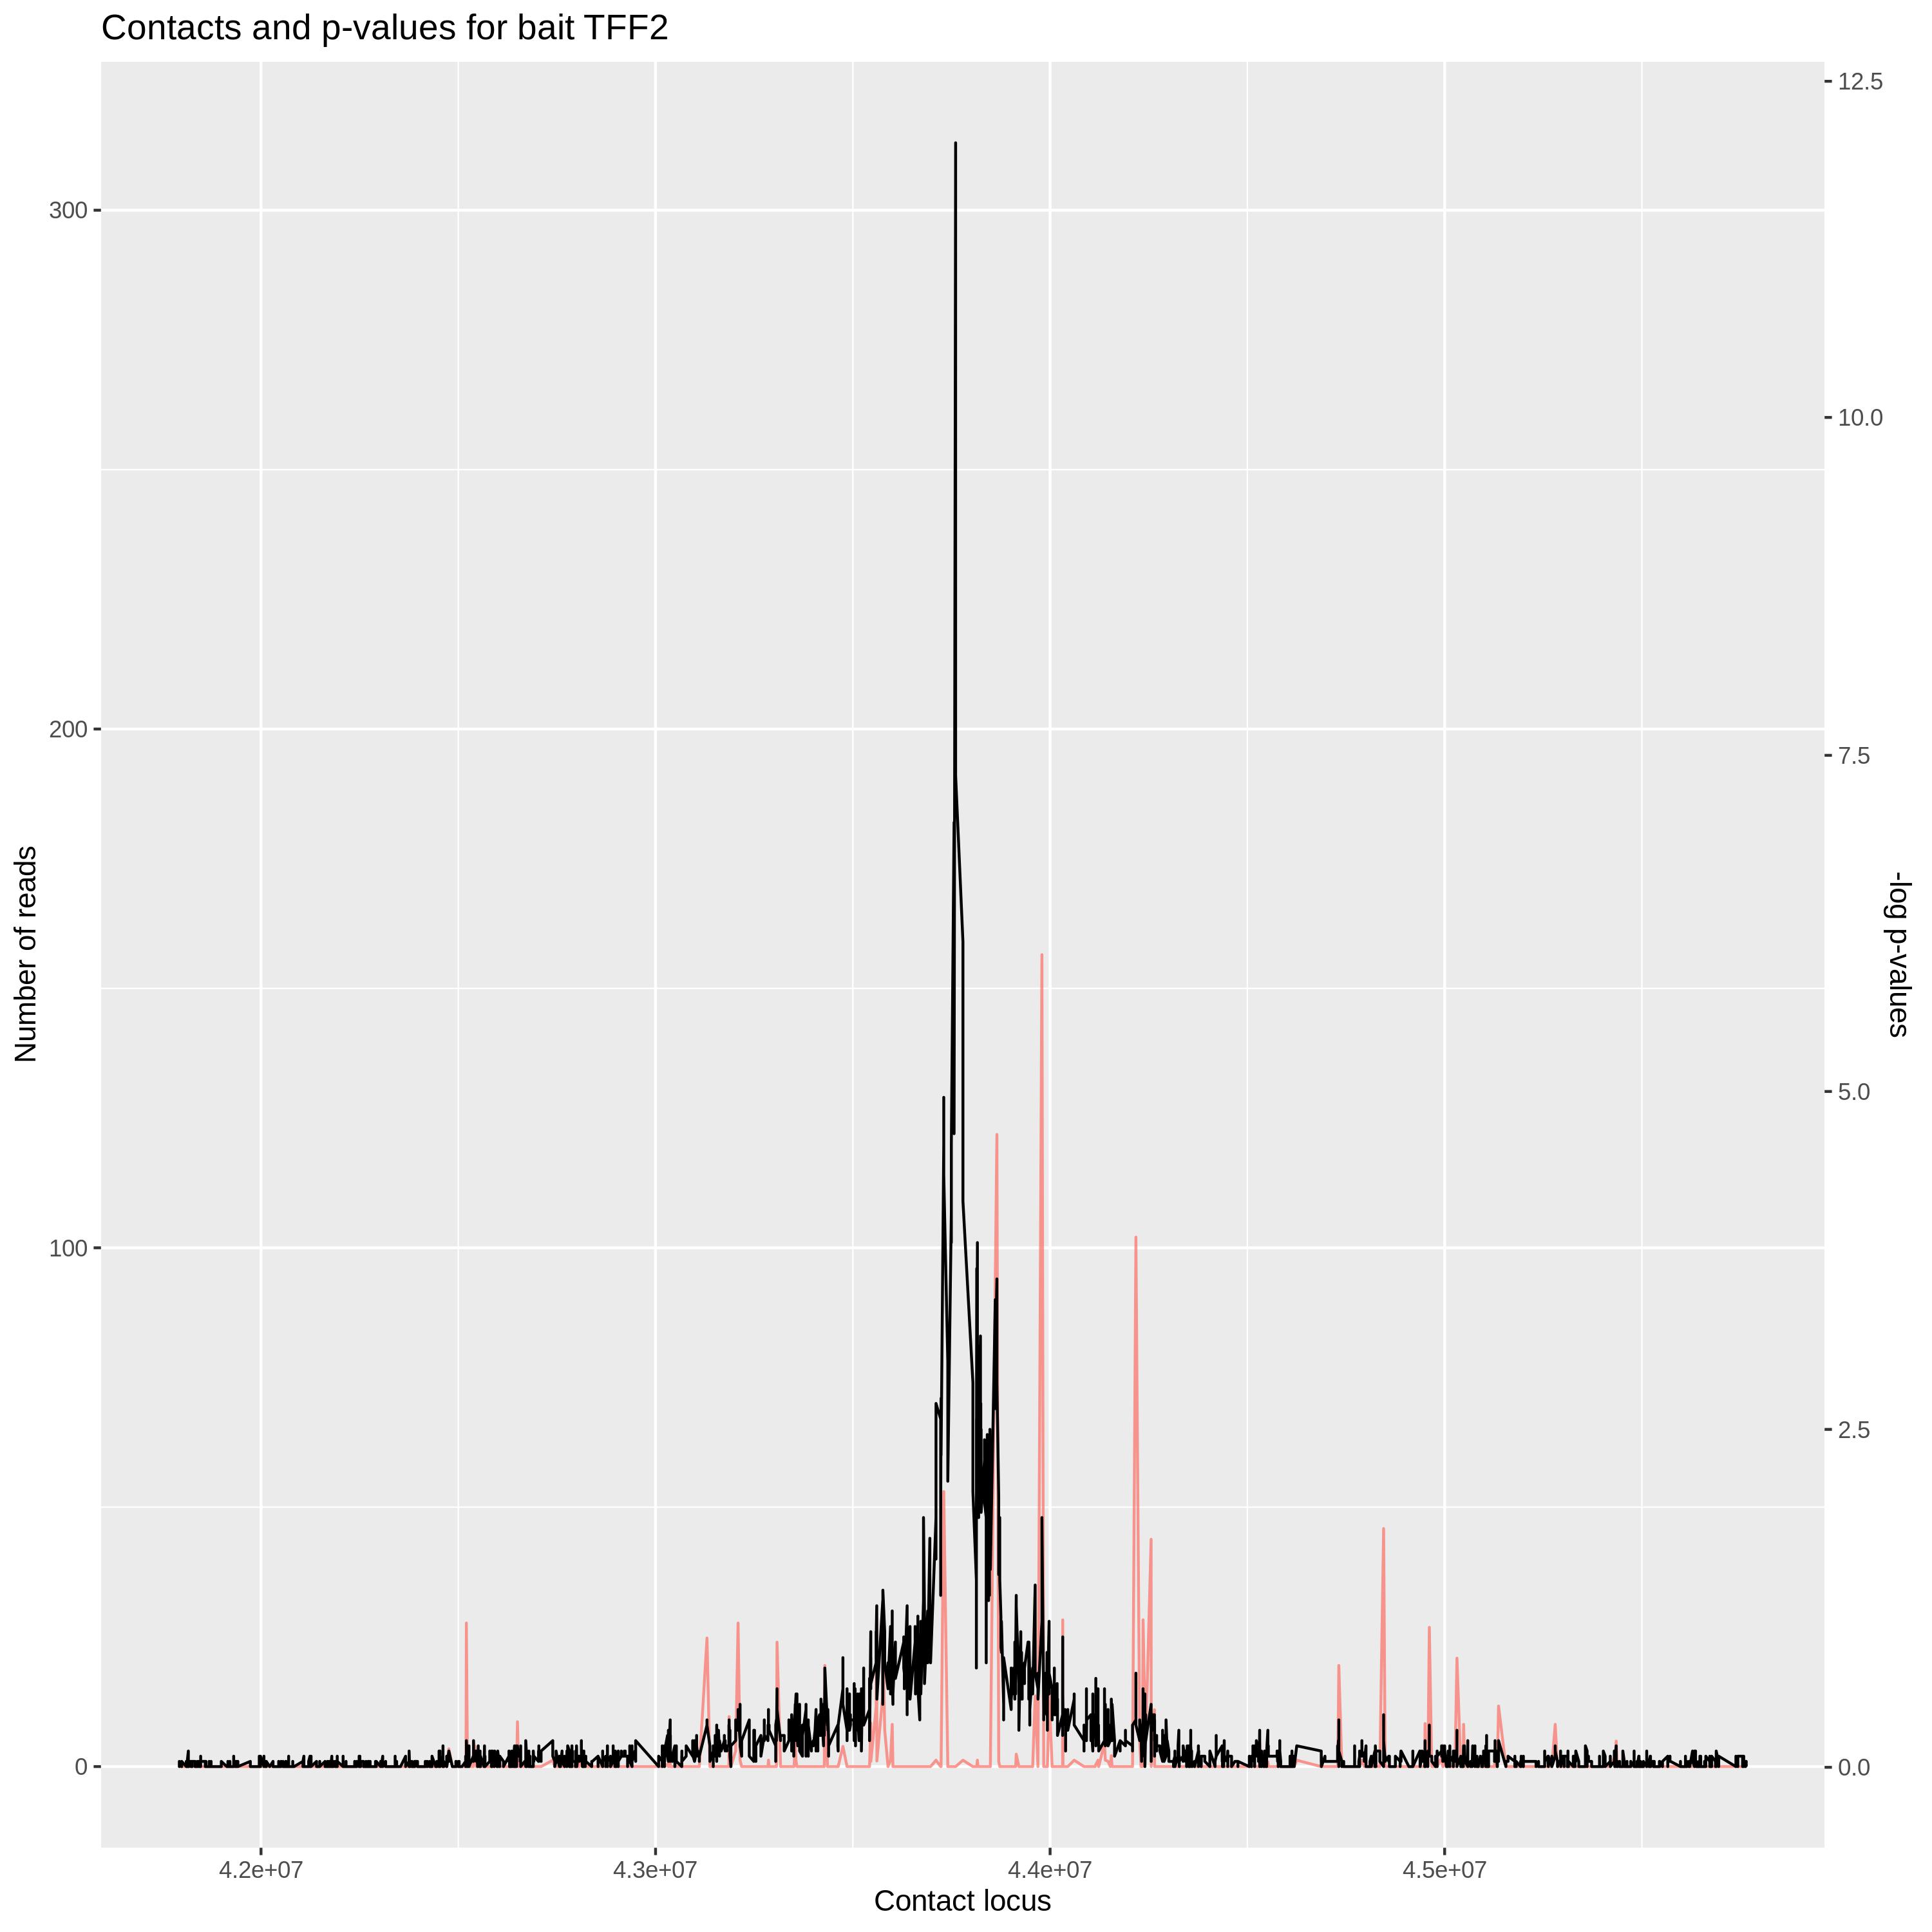 Contacts and p-values for bait TFF2
300
200
100
0
Number of reads
12.5
10.0
7.5
5.0
2.5
0.0
-log p-values
4.2e+07
4.3e+07
4.4e+07
4.5e+07
Contact locus